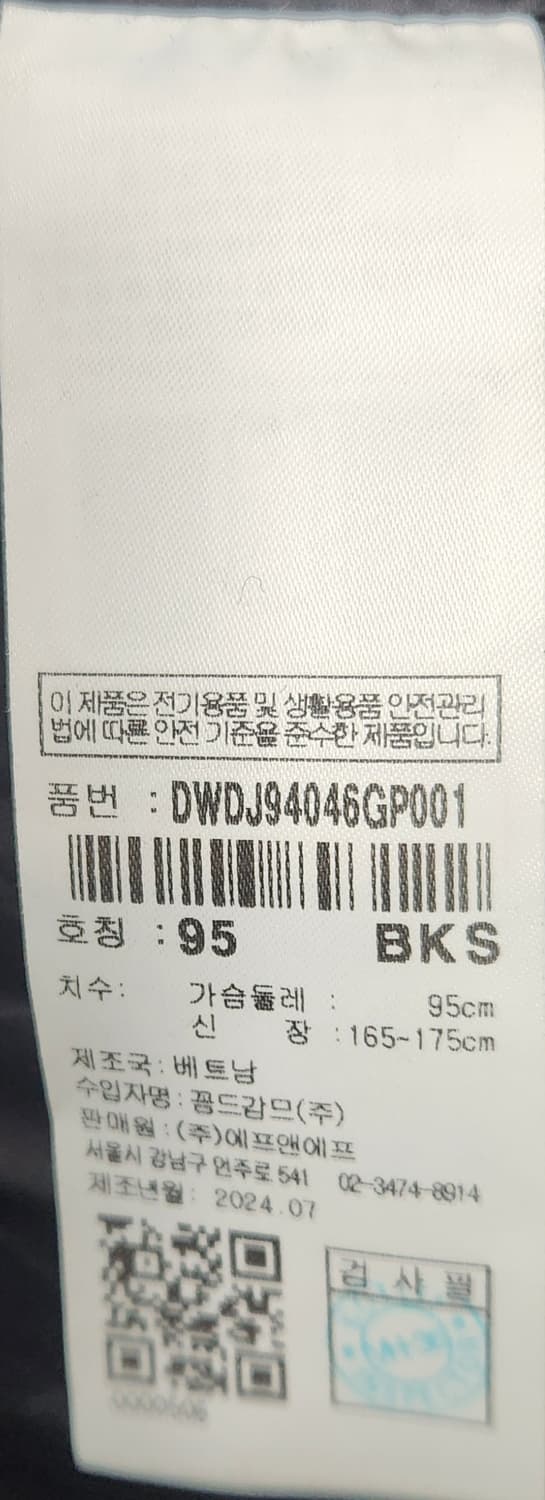 이 제품은 전기용품 및 생활용품 안전관리
법에 따른 안전 기준을 준수한 제품입니다.
품번 : DWDJ94046GP001
호칭 : 95 BKS
치수: 가슴둘레 : 95cm
신 장 : 165~175cm
제조국: 베트남
수입자명: 꼼드감므(주)
판매원: (주)에프앤에프
서울시 강남구 언주로 541 02-3474-8914
제조년월: 2024.07
검 사 필
0000606